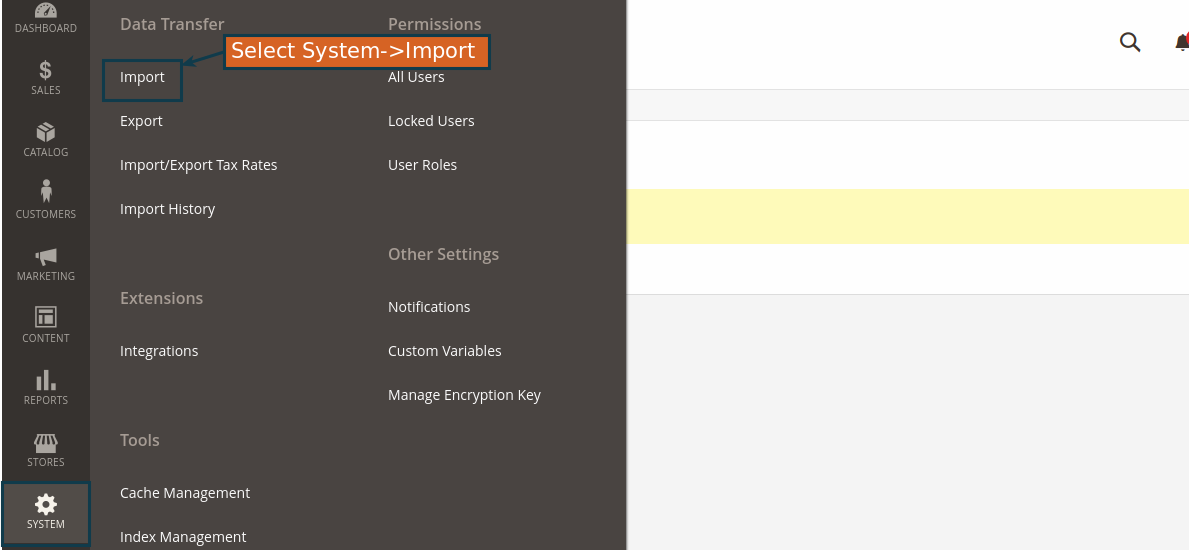 DASHBOARD
SALES
CATALOG
CUSTOMERS
MARKETING
CONTENT
REPORTS
STORES
SYSTEM
Data Transfer
Select System->Import
Import
Export
Import/Export Tax Rates
Import History
Extensions
Integrations
Tools
Cache Management
Index Management
Permissions
All Users
Locked Users
User Roles
Other Settings
Notifications
Custom Variables
Manage Encryption Key